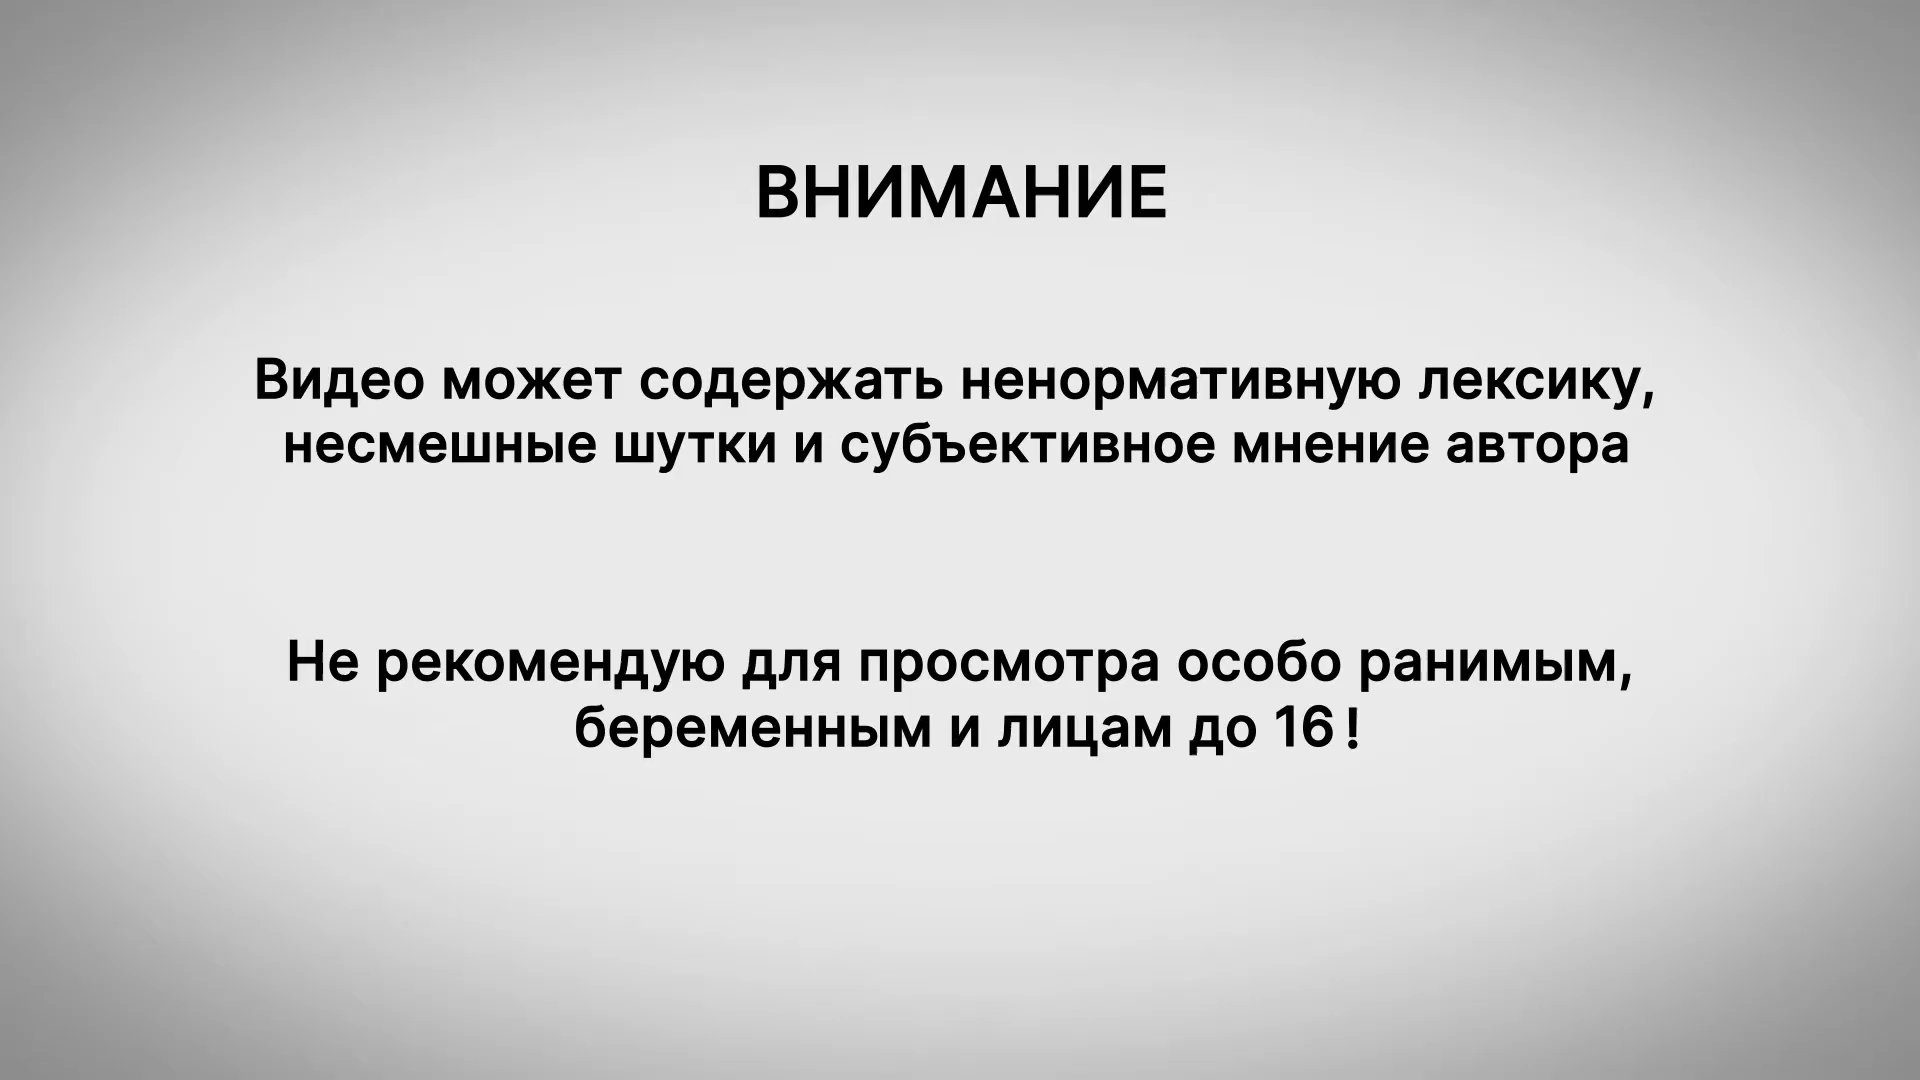 ВНИМАНИЕ
Видео может содержать ненормативную лексику,
несмешные шутки и субъективное мнение автора
Не рекомендую для просмотра особо ранимым,
беременным и лицам до 16!